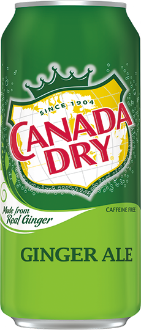 SINCE 1904
CANADA
DRY
Made from
Real Ginger
CAFFEINE FREE
GINGER ALE